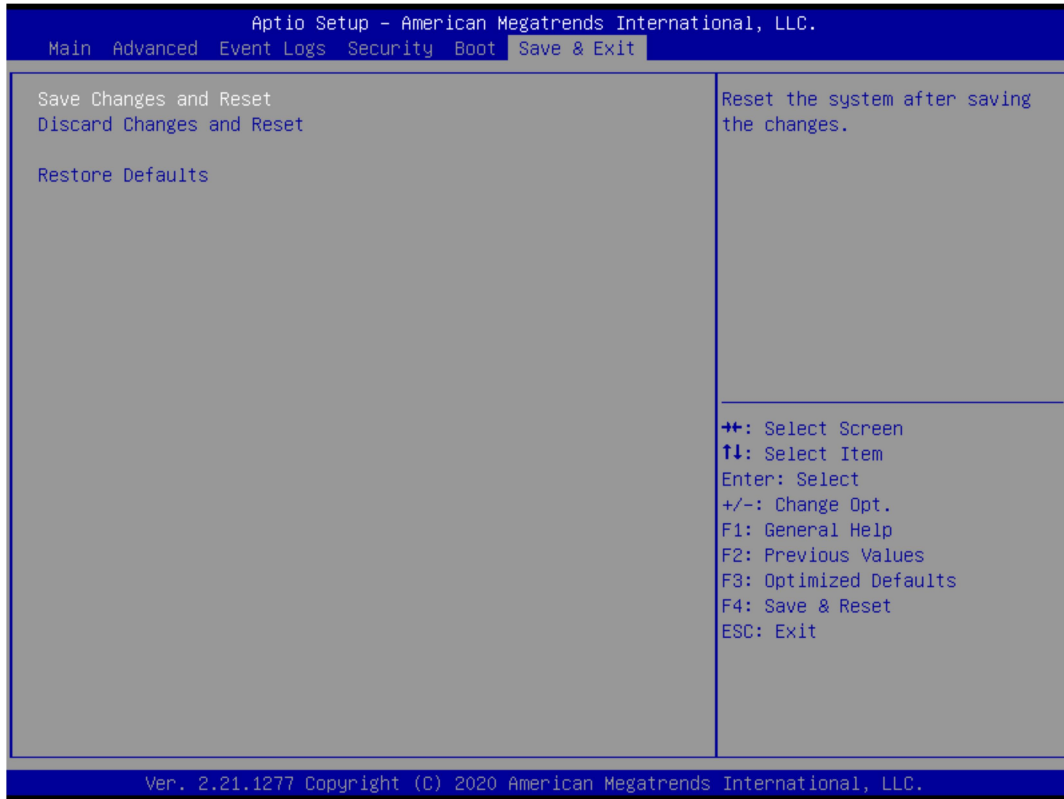 Aptio Setup – American Megatrends International, LLC.
Main Advanced Event Logs Security Boot Save & Exit
Save Changes and Reset
Discard Changes and Reset
Restore Defaults
Reset the system after saving
the changes.
→←: Select Screen
↑↓: Select Item
Enter: Select
+/-: Change Opt.
F1: General Help
F2: Previous Values
F3: Optimized Defaults
F4: Save & Reset
ESC: Exit
Ver. 2.21.1277 Copyright (C) 2020 American Megatrends International, LLC.